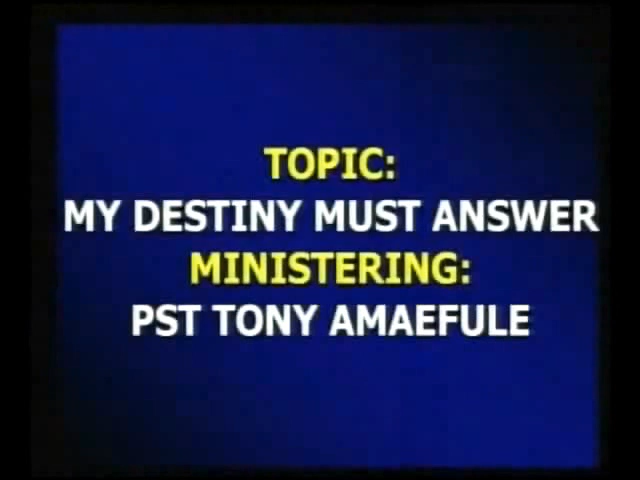 TOPIC:
MY DESTINY MUST ANSWER
MINISTERING:
PST TONY AMAEFULE